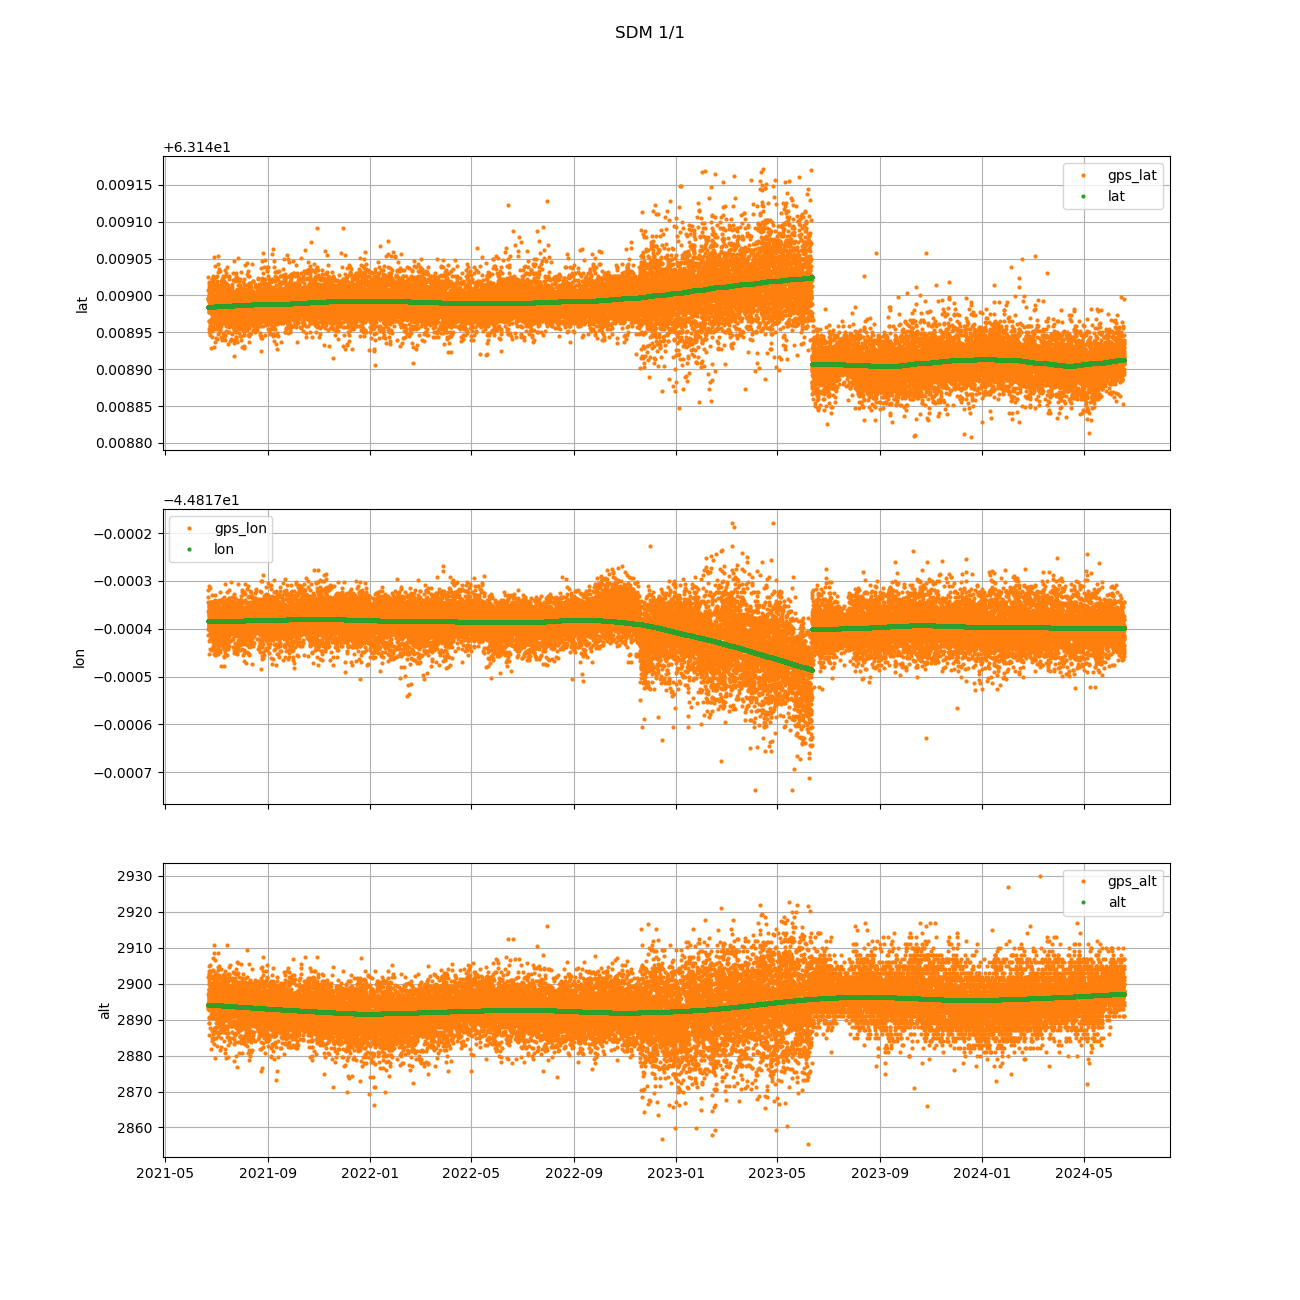 SDM 1/1
+6.314e1
0.00915
0.00910
0.00905
0.00900
0.00895
0.00890
0.00885
0.00880
lat
gps_lat
lat
−4.4817e1
−0.0002
−0.0003
−0.0004
−0.0005
−0.0006
−0.0007
lon
gps_lon
lon
2930
2920
2910
2900
2890
2880
2870
2860
alt
gps_alt
alt
2021-05 2021-09 2022-01 2022-05 2022-09 2023-01 2023-05 2023-09 2024-01 2024-05